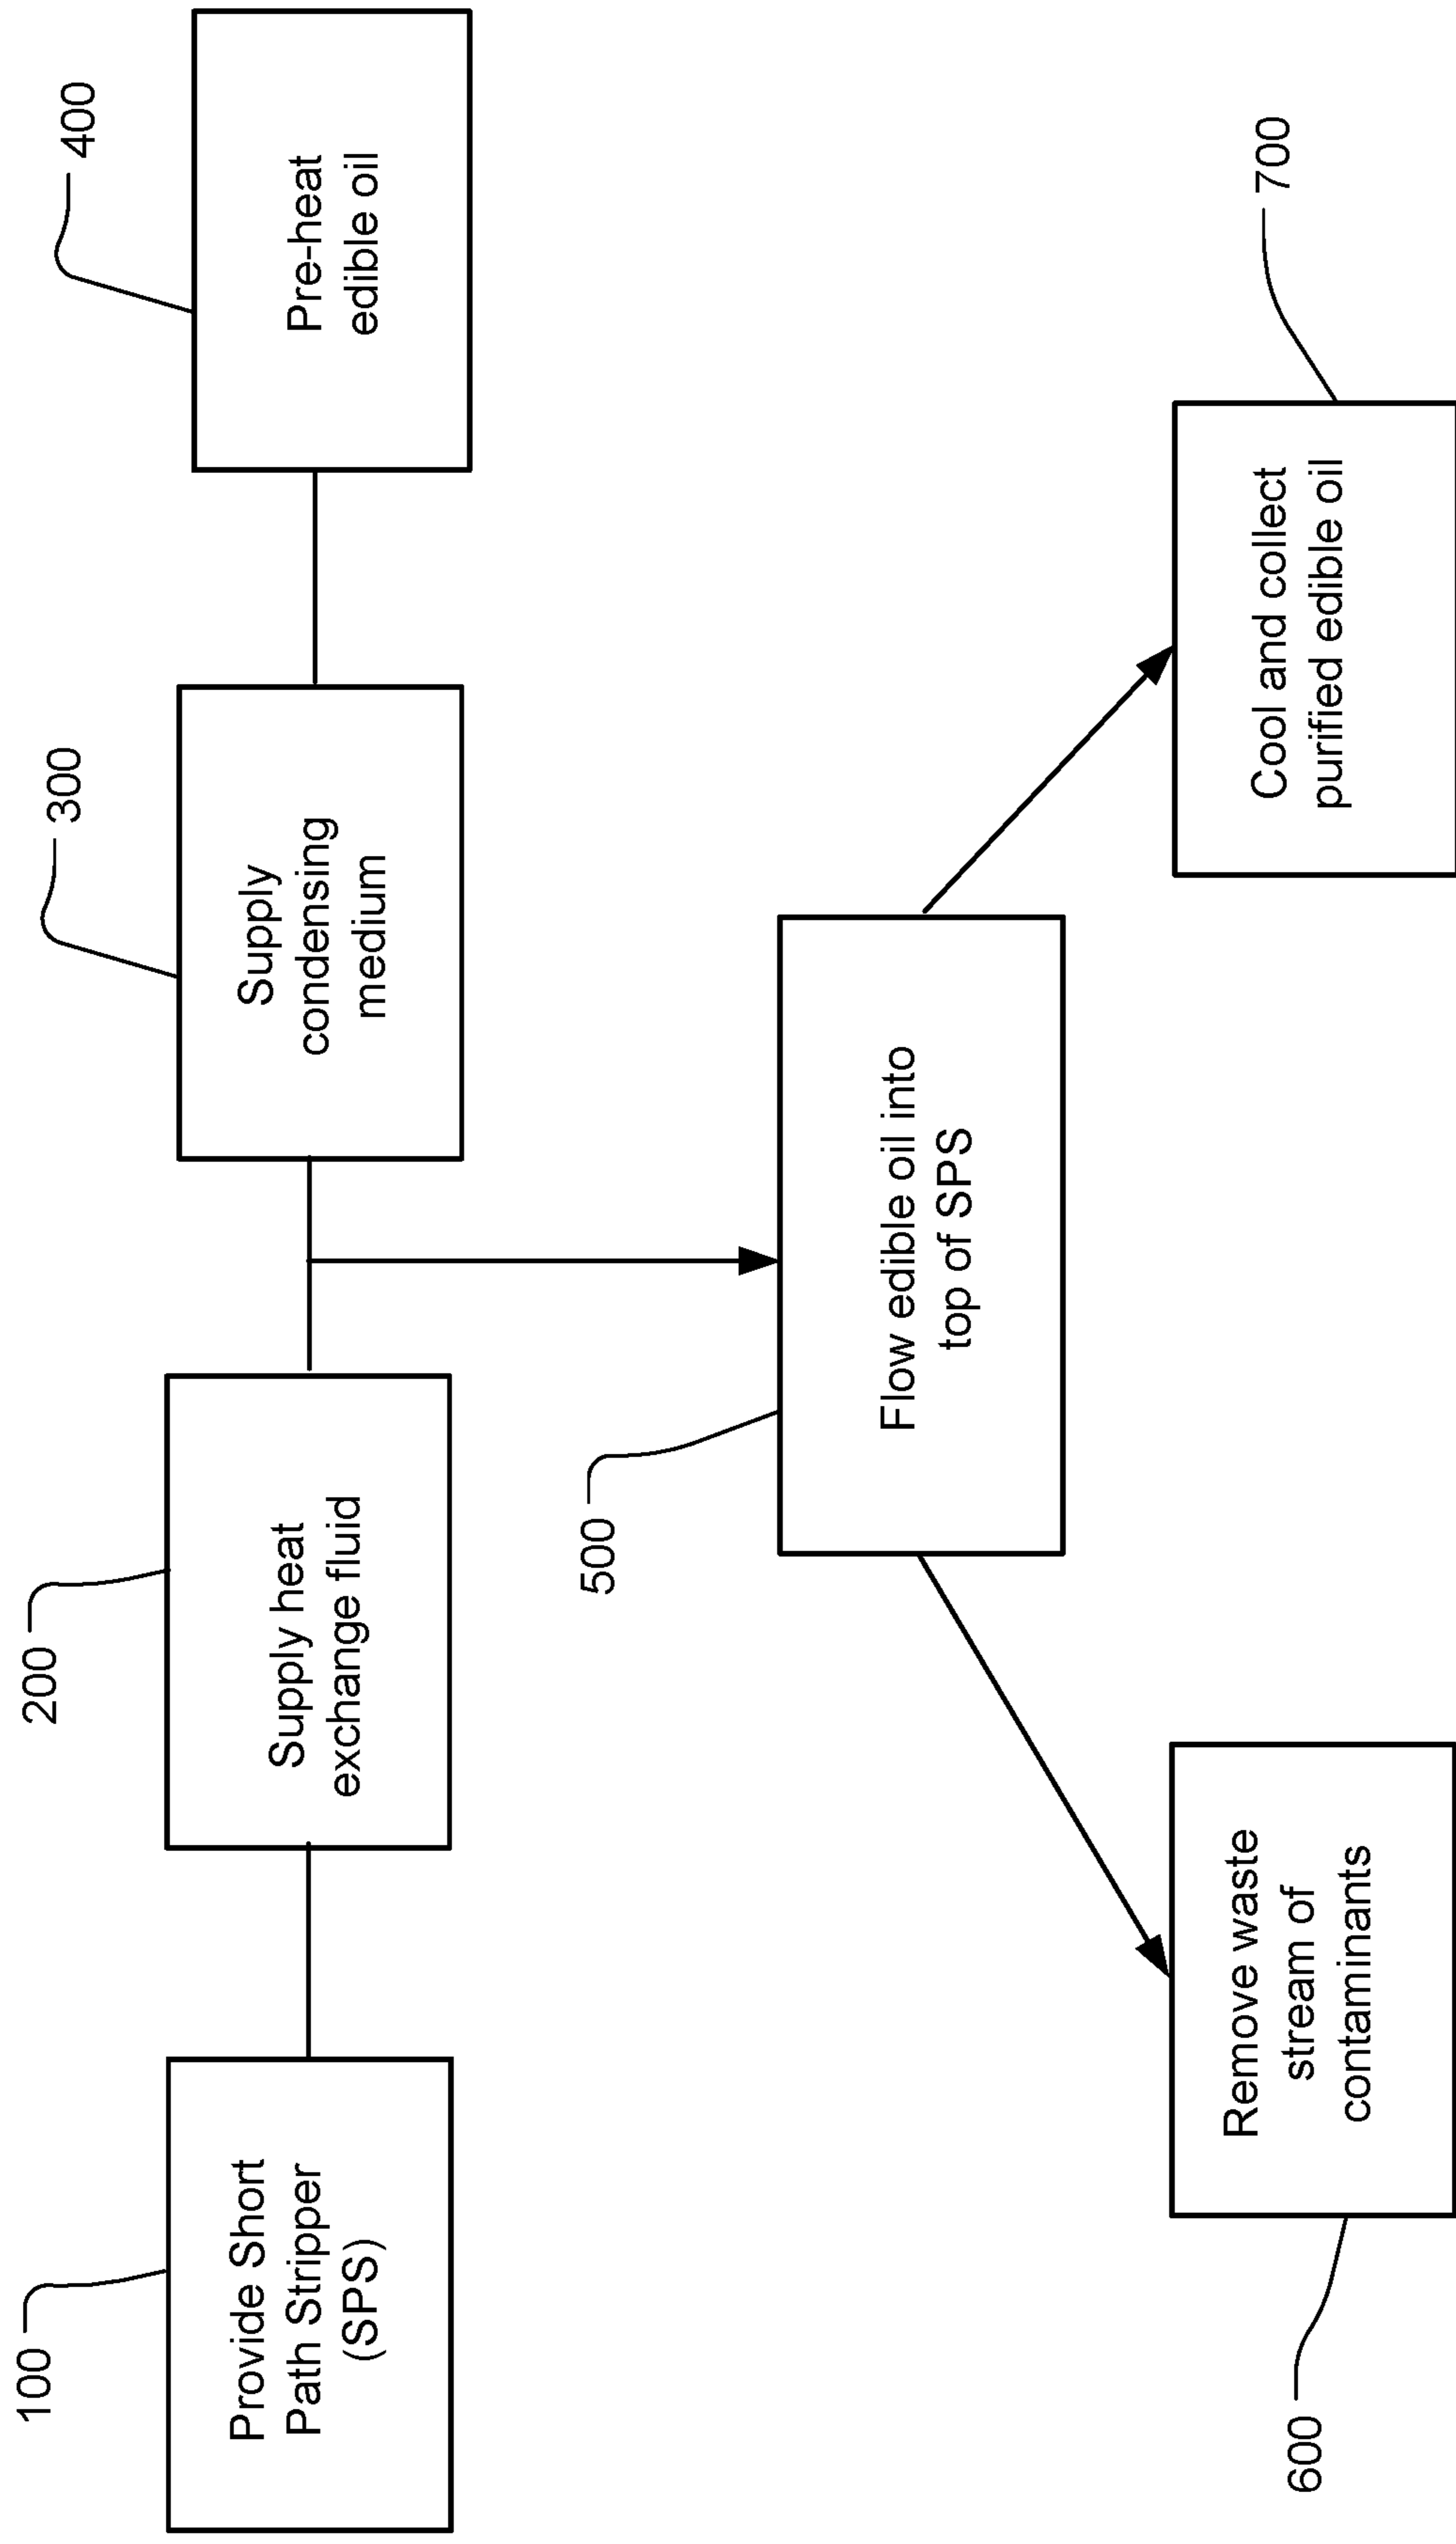 100
Provide Short
Path Stripper
(SPS)
200
Supply heat
exchange fluid
300
Supply
condensing
medium
400
Pre-heat
edible oil
500
Flow edible oil into
top of SPS
600
Remove waste
stream of
contaminants
700
Cool and collect
purified edible oil